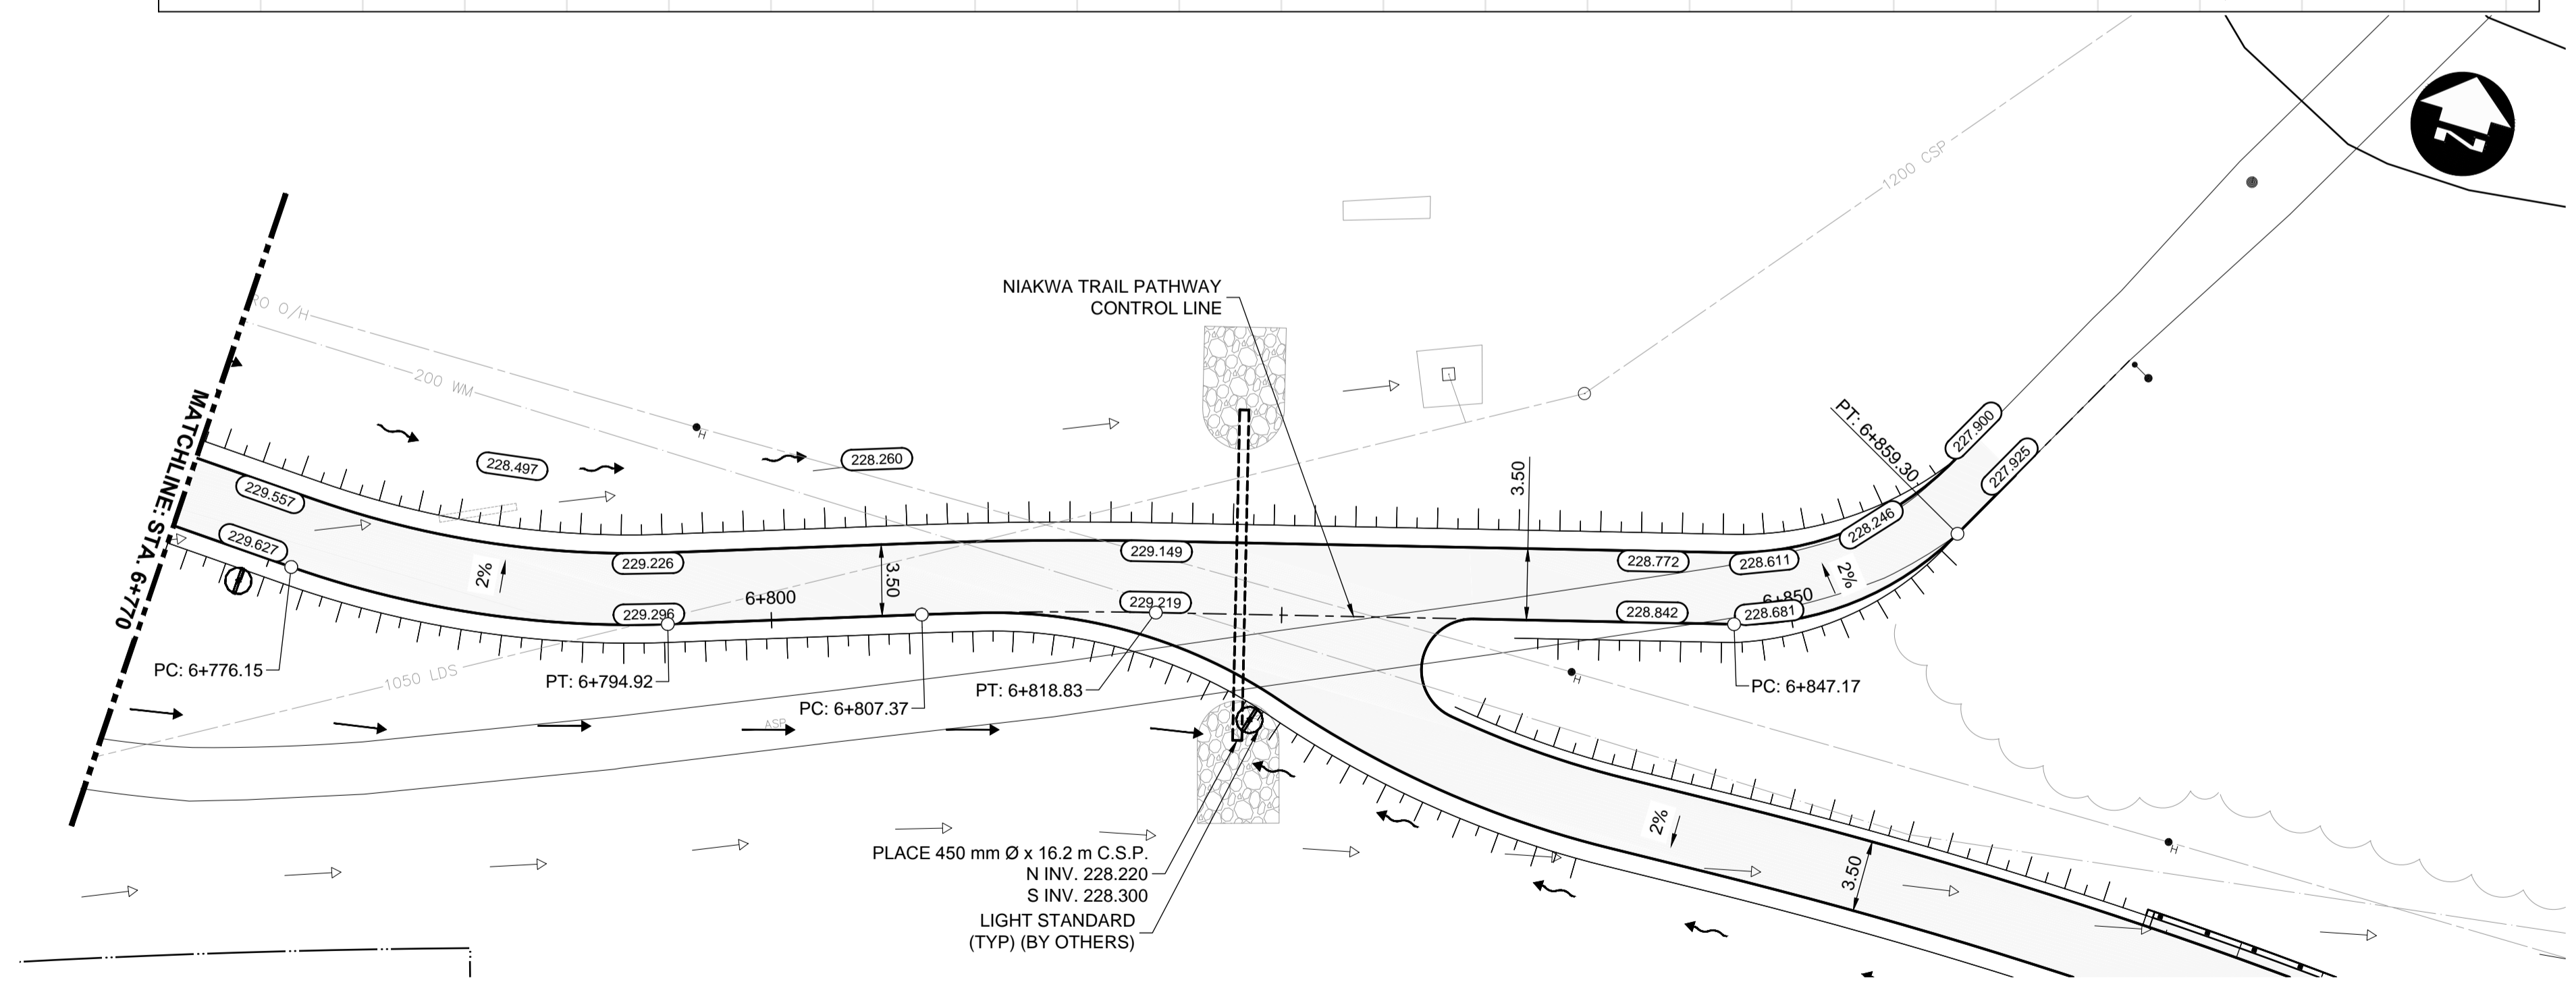 1200 CSP
N
NIAKWA TRAIL PATHWAY
CONTROL LINE
RO O/H
200 WM
H
MATCHLINE: STA. 6+770
228.497
228.260
3.50
PT: 6+859.30
227.900
227.925
229.557
229.627
2%
229.226
229.296
6+800
3.50
229.149
229.219
228.772
228.842
228.611
228.681
228.246
2%
6+850
PC: 6+776.15
1050 LDS
PT: 6+794.92
PC: 6+807.37
PT: 6+818.83
H
PC: 6+847.17
ASP
PLACE 450 mm Ø x 16.2 m C.S.P.
N INV. 228.220
S INV. 228.300
LIGHT STANDARD
(TYP) (BY OTHERS)
2%
3.50
H